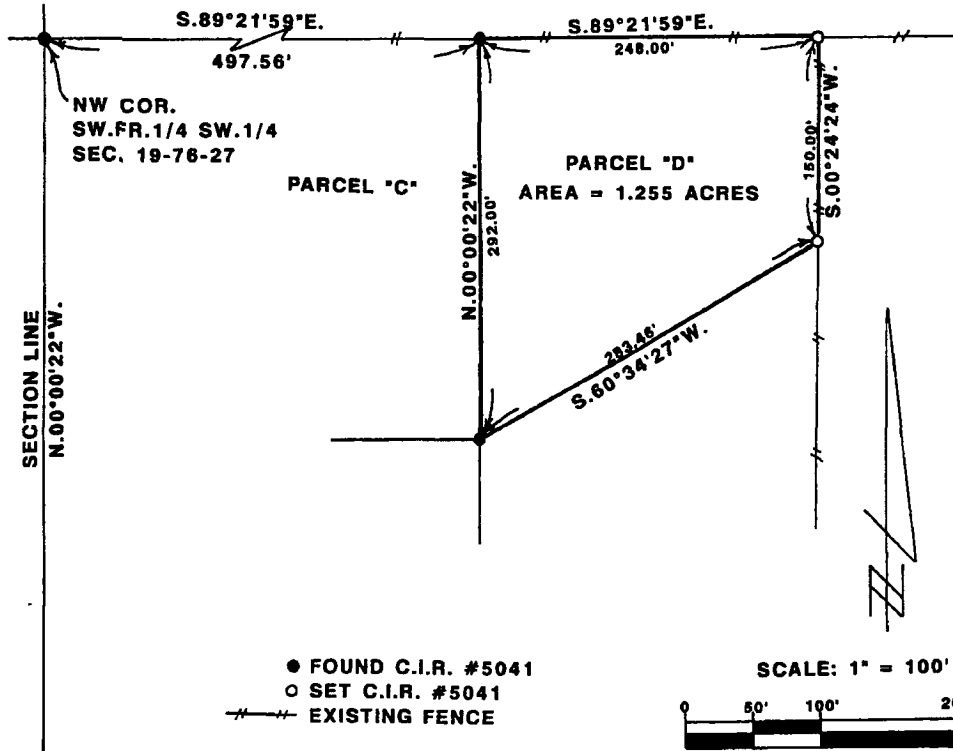 S.89°21'59"E.
497.56'
S.89°21'59"E.
248.00'
NW COR.
SW.FR.1/4 SW.1/4
SEC. 19-76-27
PARCEL "C"
PARCEL "D"
AREA = 1.255 ACRES
N.00°00'22"W.
292.00'
150.00'
S.00°24'24"W.
283.46'
S.60°34'27"W.
SECTION LINE
N.00°00'22"W.
N
FOUND C.I.R. #5041
SET C.I.R. #5041
EXISTING FENCE
SCALE: 1" = 100'
0 50' 100' 20